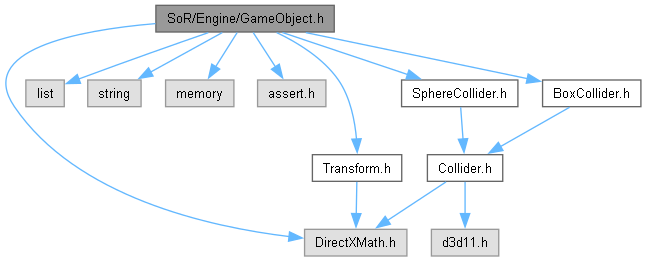 SoR/Engine/GameObject.h
list
string
memory
assert.h
SphereCollider.h
BoxCollider.h
Transform.h
Collider.h
DirectXMath.h
d3d11.h